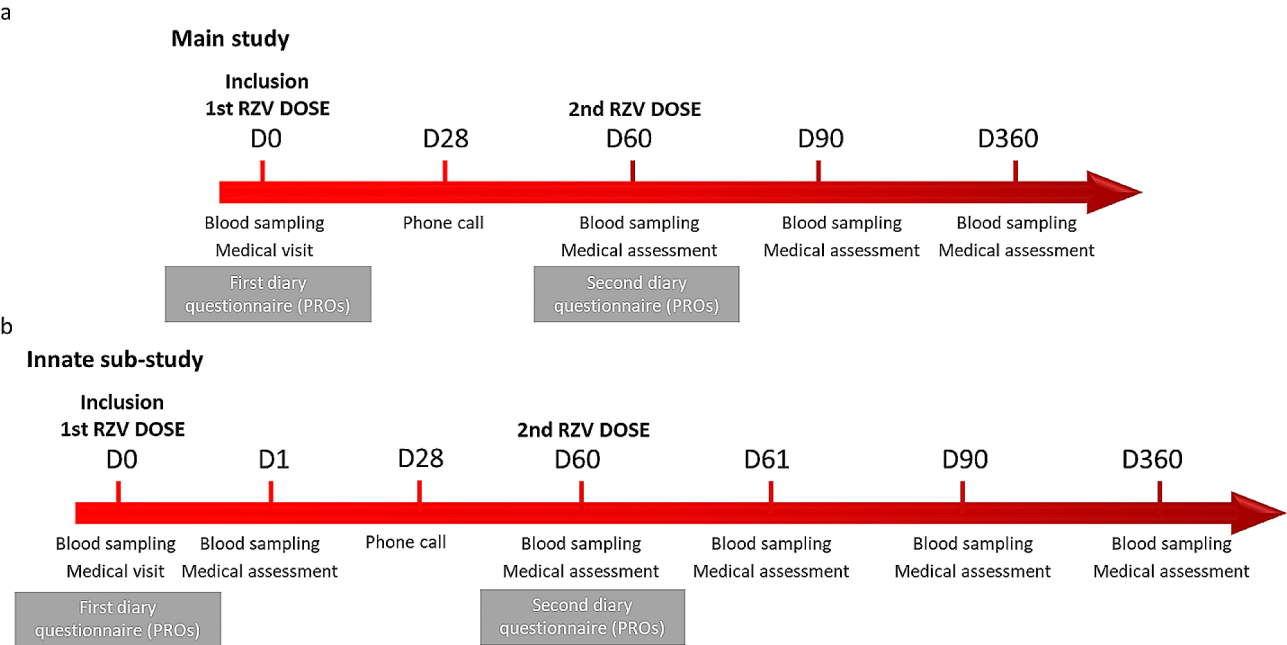 a
Main study
Inclusion
1st RZV DOSE
2nd RZV DOSE
D0
D28
D60
D90
D360
Blood sampling
Medical visit
Phone call
Blood sampling
Medical assessment
Blood sampling
Medical assessment
Blood sampling
Medical assessment
First diary
questionnaire (PROs)
Second diary
questionnaire (PROs)
b
Innate sub-study
Inclusion
1st RZV DOSE
2nd RZV DOSE
D0
D1
D28
D60
D61
D90
D360
Blood sampling
Medical visit
Blood sampling
Medical assessment
Phone call
Blood sampling
Medical assessment
Blood sampling
Medical assessment
Blood sampling
Medical assessment
Blood sampling
Medical assessment
First diary
questionnaire (PROs)
Second diary
questionnaire (PROs)